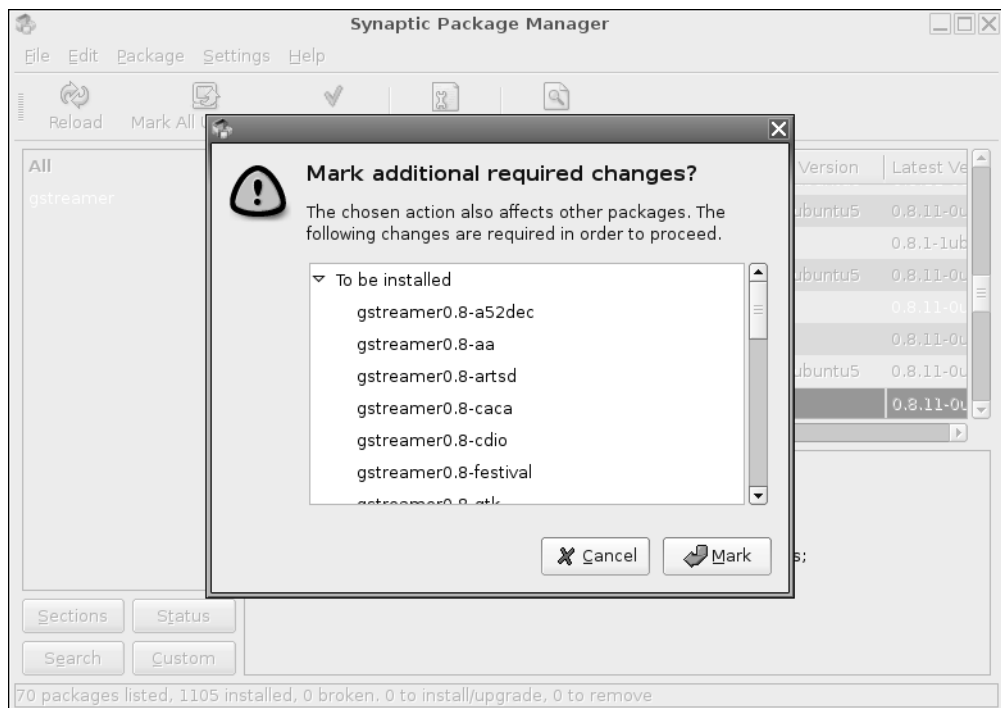 Synaptic Package Manager
File Edit Package Settings Help
Reload Mark All
All
gstreamer
Version Latest Ve
ubuntu5 0.8.11-0u
0.8.1-1ub
ubuntu5 0.8.11-0u
0.8.11-0u
0.8.11-0u
ubuntu5 0.8.11-0u
0.8.11-0u
Mark additional required changes?
The chosen action also affects other packages. The
following changes are required in order to proceed.
To be installed
gstreamer0.8-a52dec
gstreamer0.8-aa
gstreamer0.8-artsd
gstreamer0.8-caca
gstreamer0.8-cdio
gstreamer0.8-festival
gstreamer0.8-gtk
Cancel Mark
s;
Sections Status
Search Custom
70 packages listed, 1105 installed, 0 broken. 0 to install/upgrade, 0 to remove